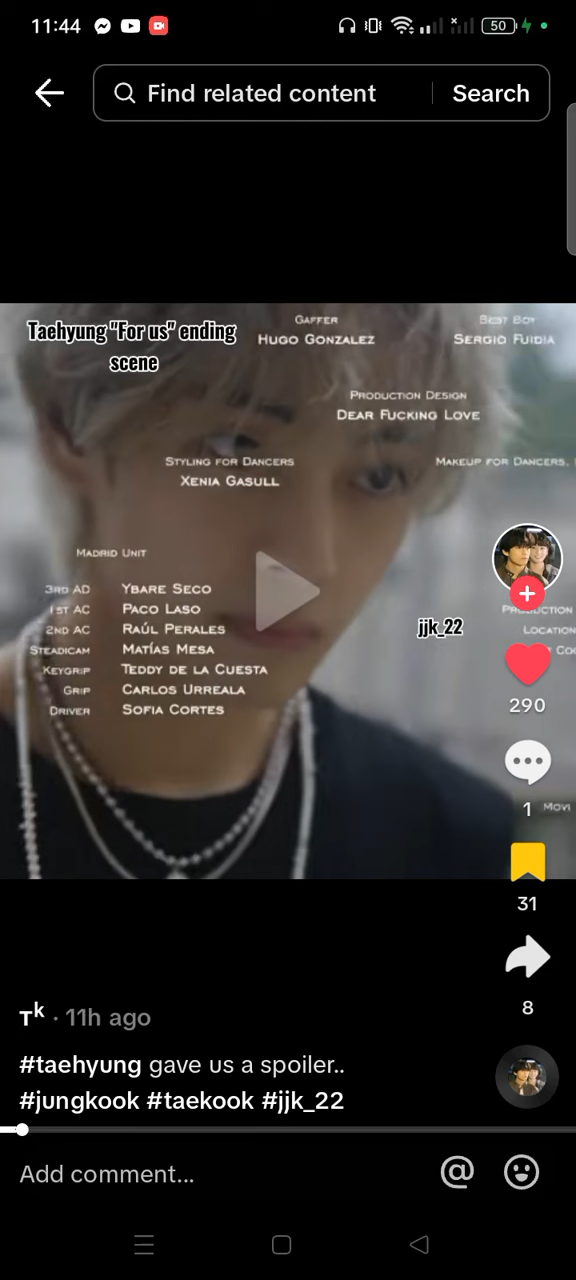 11:44
50
Find related content
Search
Taehyung "For us" ending
scene
Gaffer
Hugo Gonzalez
Best Boy
Sergio Fuidia
Production Design
Dear Fucking Love
Styling for Dancers
Xenia Gasull
Makeup for Dancers,
Madrid Unit
3rd AD Ybare Seco
1st AC Paco Laso
2nd AC Raúl Perales
Steadicam Matías Mesa
Keygrip Teddy de la Cuesta
Grip Carlos Urreala
Driver Sofia Cortes
jjk_22
Location
290
1
Movi
31
8
ᴛᵏ · 11h ago
#taehyung gave us a spoiler..
#jungkook #taekook #jjk_22
Add comment...